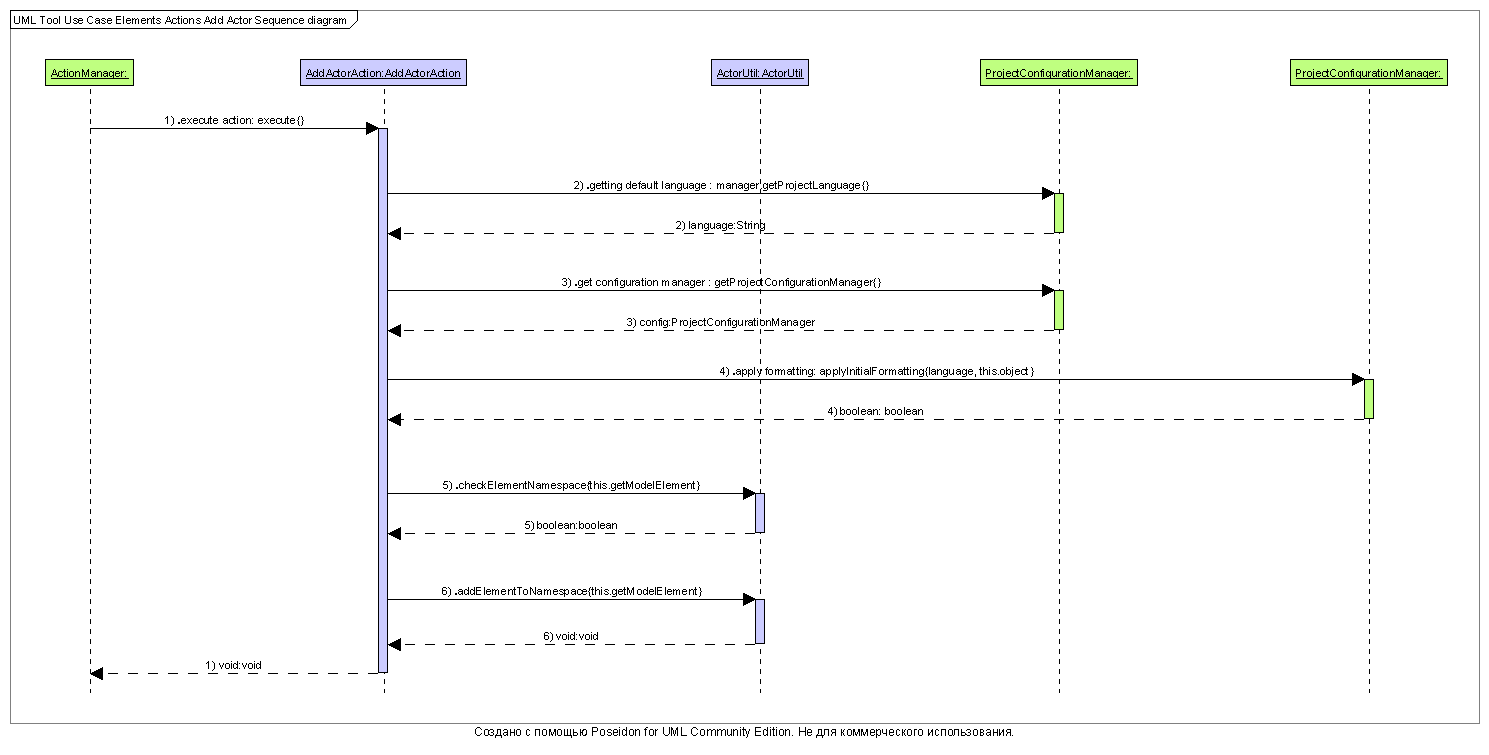 UML Tool Use Case Elements Actions Add Actor Sequence diagram
ActionManager:
AddActorAction:AddActorAction
ActorUtil:ActorUtil
ProjectConfigurationManager:
ProjectConfigurationManager:
1) .execute action: execute{}
2) .getting default language : manager.getProjectLanguage{}
2) language:String
3) .get configuration manager : getProjectConfigurationManager{}
3) config:ProjectConfigurationManager
4) .apply formatting: applyInitialFormatting{language, this.object}
4) boolean: boolean
5) .checkElementNamespace{this.getModelElement}
5) boolean:boolean
6) .addElementToNamespace{this.getModelElement}
6) void:void
1) void:void
Создано с помощью Poseidon for UML Community Edition. Не для коммерческого использования.